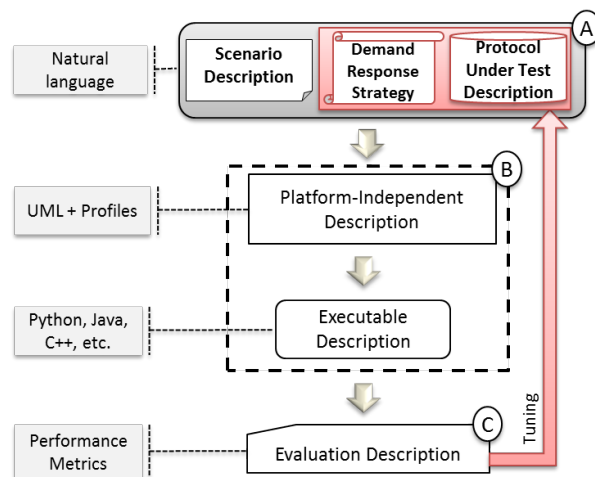 A
Natural
language
Scenario
Description
Demand
Response
Strategy
Protocol
Under Test
Description
B
UML + Profiles
Platform-Independent
Description
Python, Java,
C++, etc.
Executable
Description
Tuning
C
Performance
Metrics
Evaluation Description